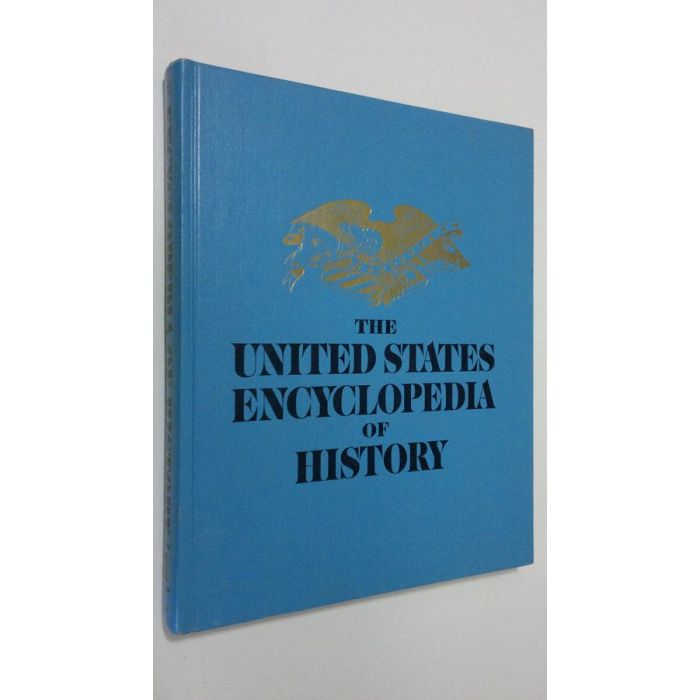 THE
UNITED STATES
ENCYCLOPEDIA
OF
HISTORY